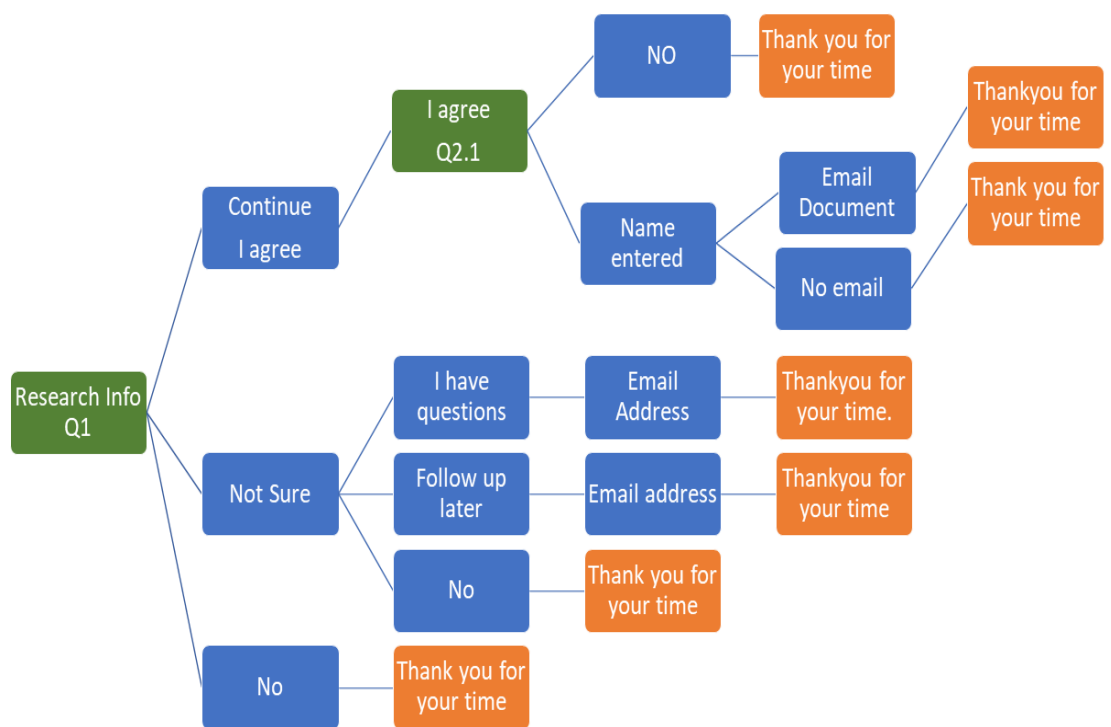 NO
Thank you for
your time
I agree
Q2.1
Thankyou for
your time
Email
Document
Thank you for
your time
Continue
I agree
Name
entered
No email
Research Info
Q1
I have
questions
Email
Address
Thankyou for
your time.
Not Sure
Follow up
later
Email address
Thankyou for
your time
No
Thank you for
your time
No
Thank you for
your time